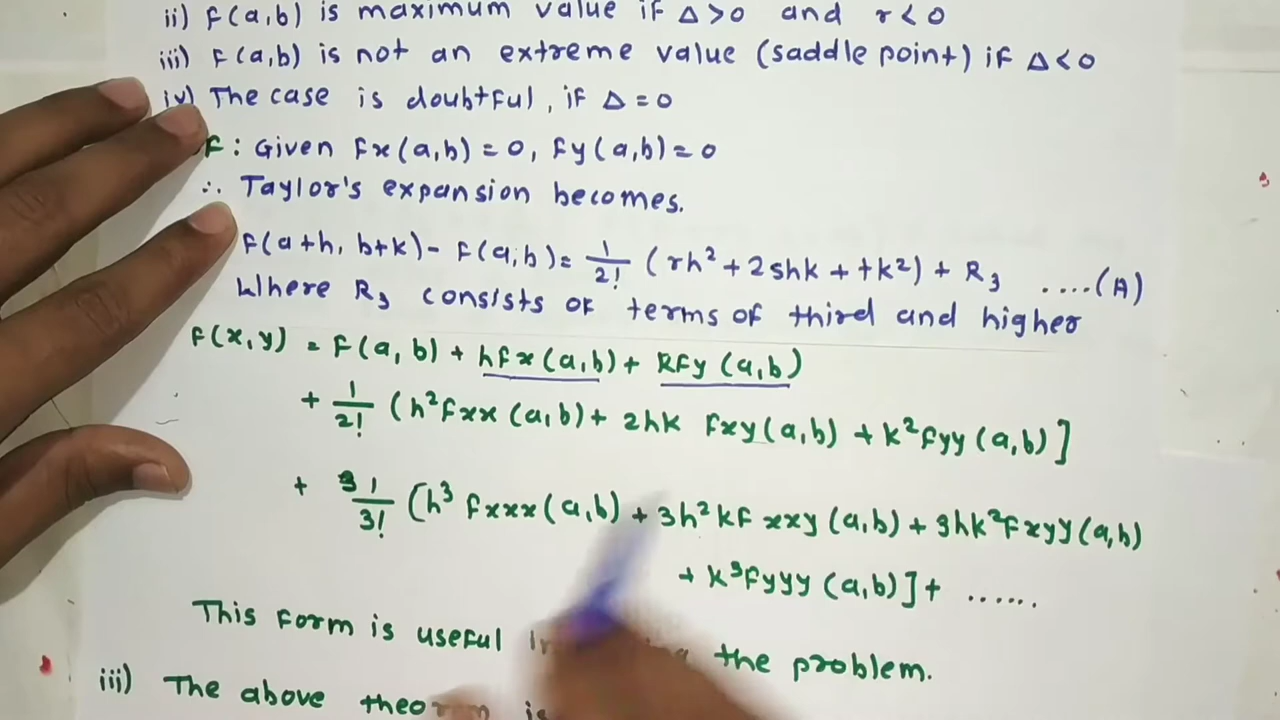 ii) f(a,b) is maximum value if Δ>0 and r<0
iii) f(a,b) is not an extreme value (saddle point) if Δ<0
iv) The case is doubtful, if Δ=0
f: Given fx(a,b)=0, fy(a,b)=0
∴ Taylor's expansion becomes.
f(a+h, b+k)-f(a,b)= 1/2! (rh²+2shk+tk²)+R₃ ....(A)
Where R₃ consists of terms of third and higher
f(x,y) = f(a,b)+hfx(a,b)+kfy(a,b)
+ 1/2! (h²fxx(a,b)+2hk fxy(a,b)+k²fyy(a,b)]
+ 1/3! (h³fxxx(a,b)+3h²kf xxy(a,b)+3hk²fxyy(a,b)
+ k³fyyy(a,b)]+ ......
This form is useful the problem.
iii) The above theorem is